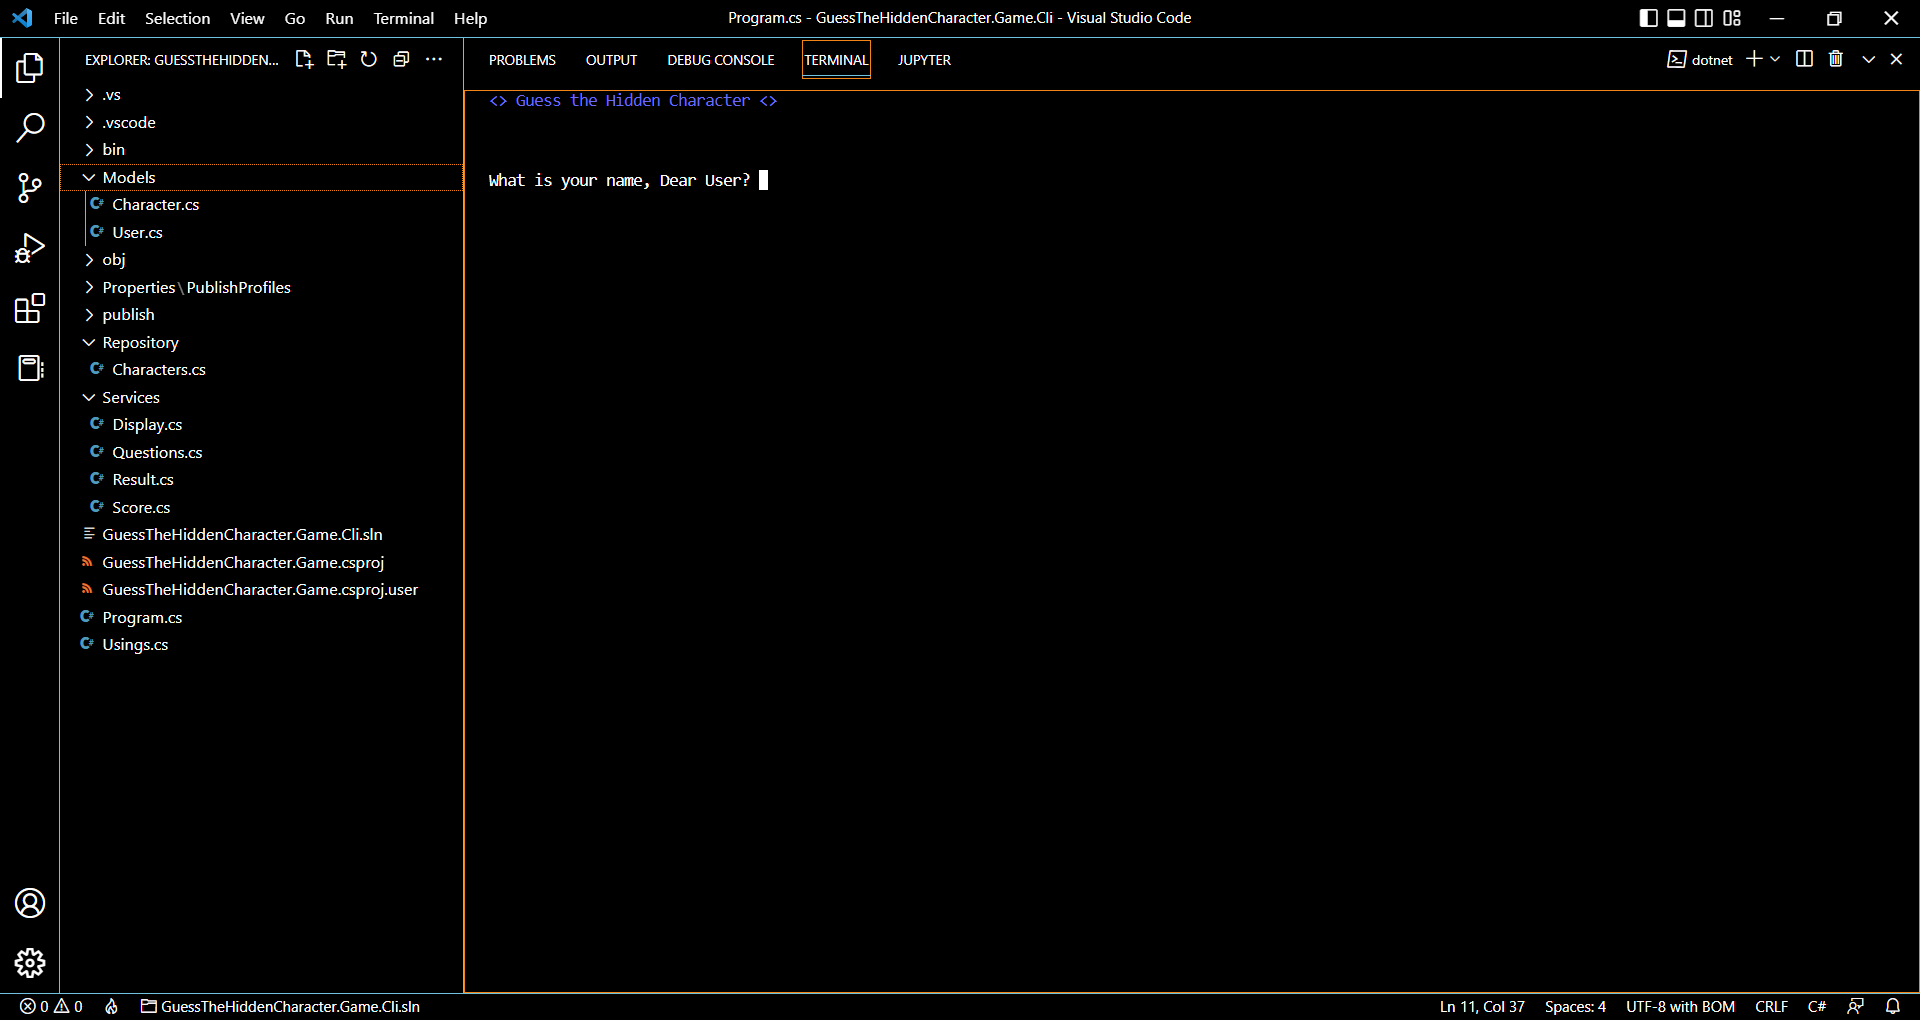 File Edit Selection View Go Run Terminal Help
Program.cs - GuessTheHiddenCharacter.Game.Cli - Visual Studio Code
EXPLORER: GUESSTHEHIDDEN...
.vs
.vscode
bin
Models
Character.cs
User.cs
obj
Properties\PublishProfiles
publish
Repository
Characters.cs
Services
Display.cs
Questions.cs
Result.cs
Score.cs
GuessTheHiddenCharacter.Game.Cli.sln
GuessTheHiddenCharacter.Game.csproj
GuessTheHiddenCharacter.Game.csproj.user
Program.cs
Usings.cs
PROBLEMS OUTPUT DEBUG CONSOLE TERMINAL JUPYTER
dotnet
<> Guess the Hidden Character <>
What is your name, Dear User?
0 0 GuessTheHiddenCharacter.Game.Cli.sln
Ln 11, Col 37 Spaces: 4 UTF-8 with BOM CRLF C#